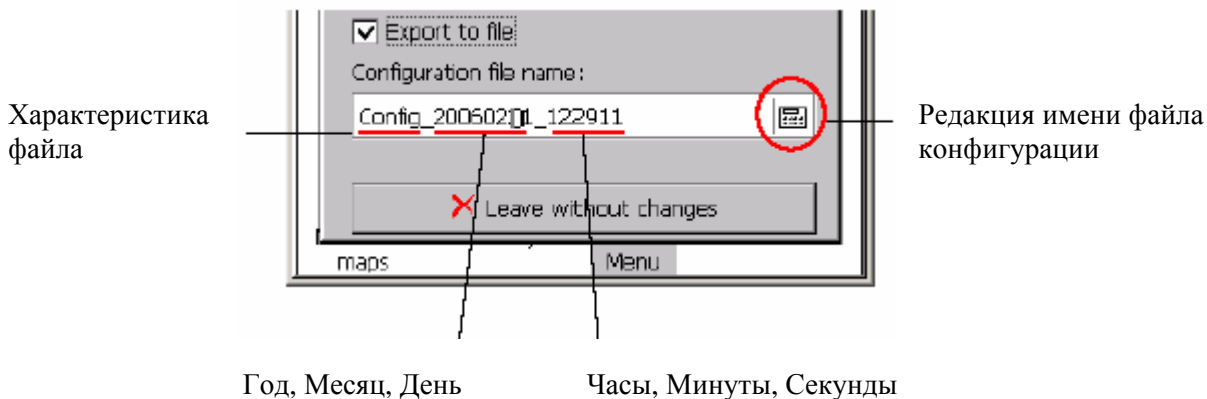 Export to file
Configuration file name:
Характеристика
файла
Config_20060201_122911
Редакция имени файла
конфигурации
Leave without changes
maps
Menu
Год, Месяц, День
Часы, Минуты, Секунды